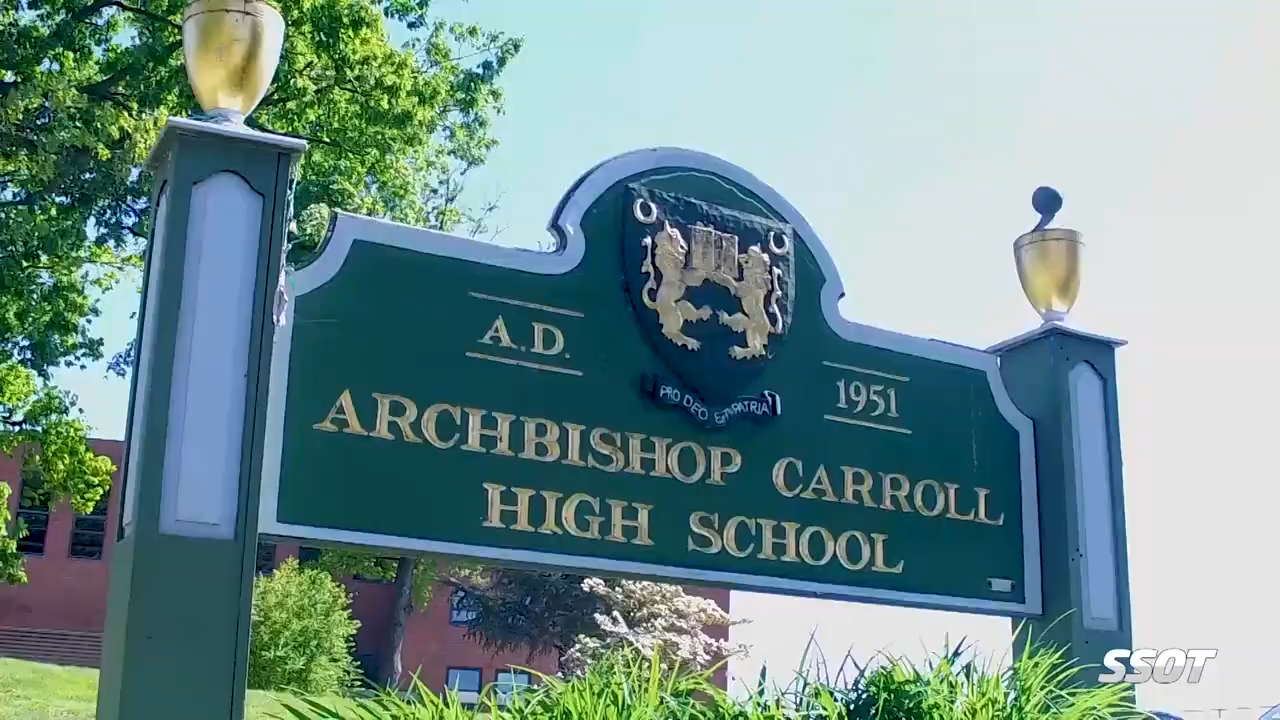 A.D.
1951
PRO DEO ET PATRIA
ARCHBISHOP CARROLL
HIGH SCHOOL
SSOT